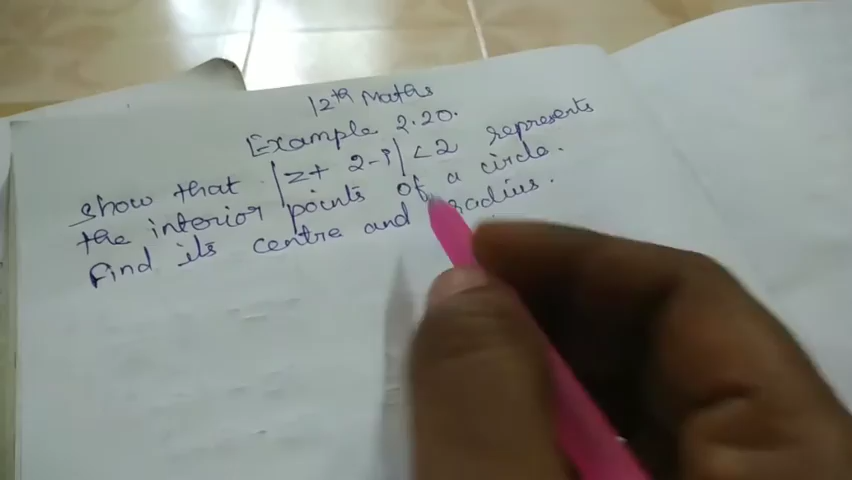 12th Maths
Example 2.20.
Show that |z+ 2-i| <2 represents
the interior points of a circle.
Find its centre and radius.